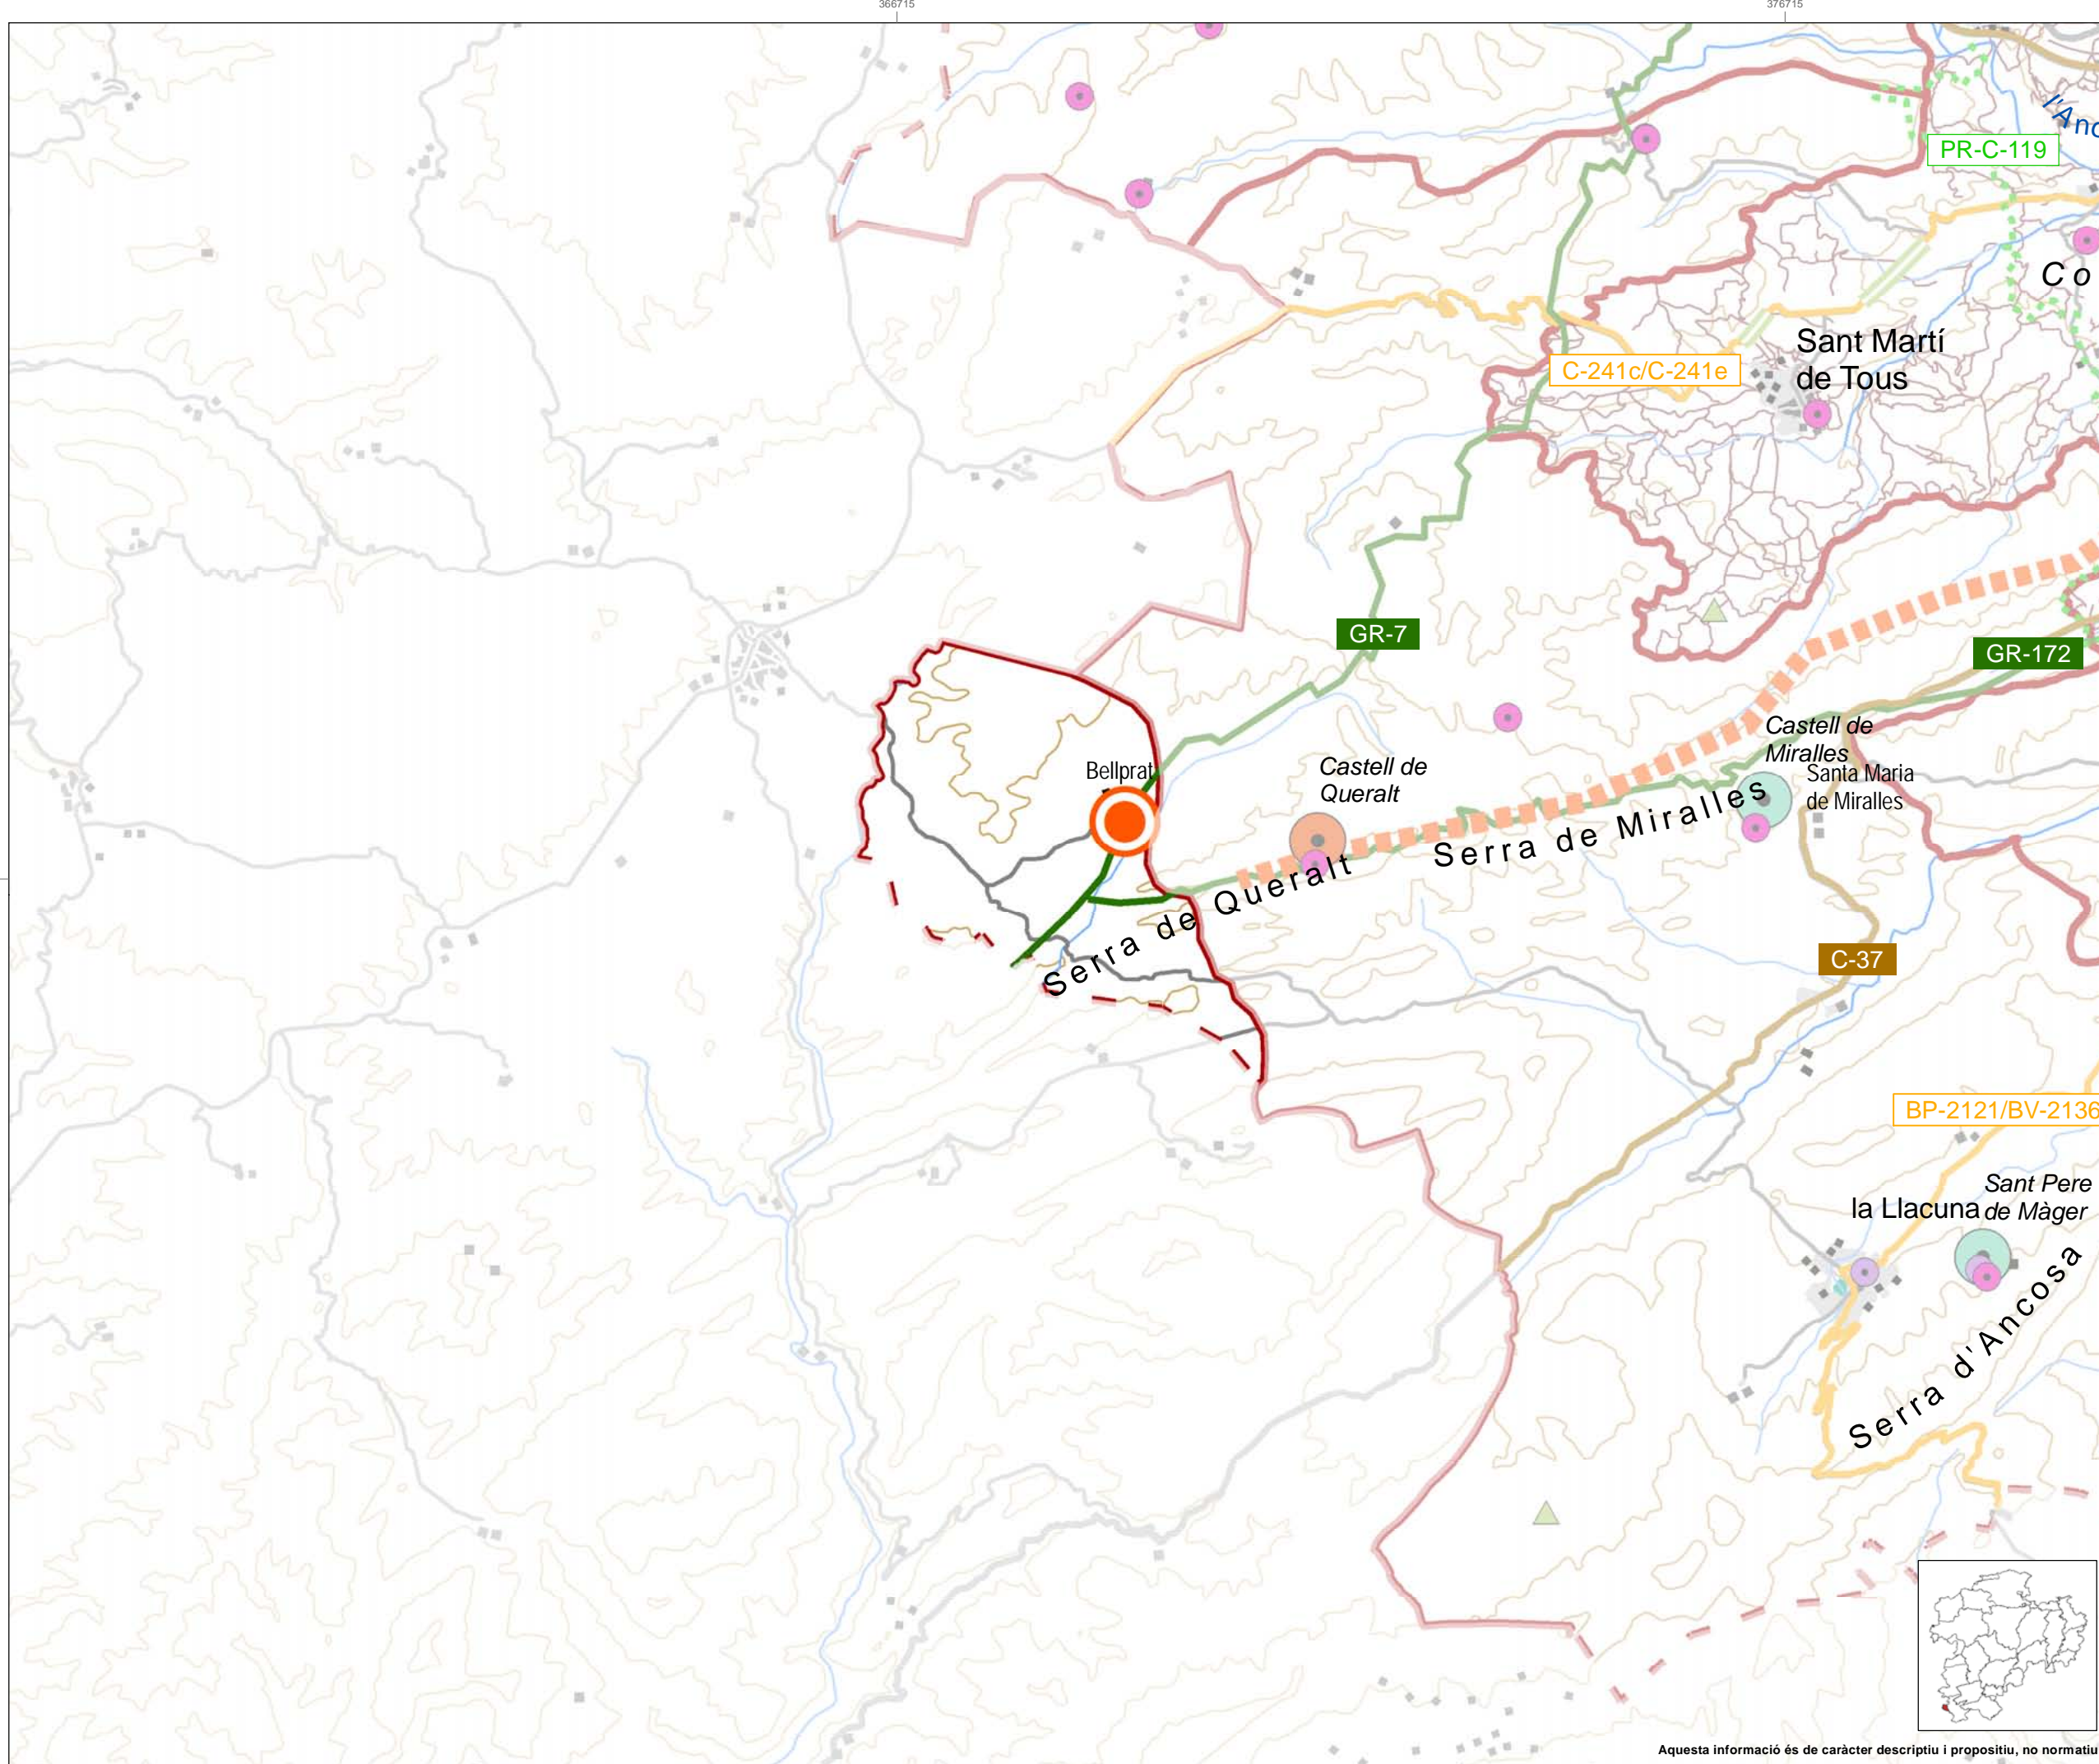 366715
376715
l'Anc
PR-C-119
Co
Sant Martí
de Tous
C-241c/C-241e
GR-7
GR-172
Castell de
Miralles
Santa Maria
de Miralles
Bellprat
Castell de
Queralt
Serra de Miralles
Serra de Queralt
C-37
BP-2121/BV-2136
Sant Pere
de Màger
la Llacuna
Serra d'Ancosa
Aquesta informació és de caràcter descriptiu i propositiu, no normatiu